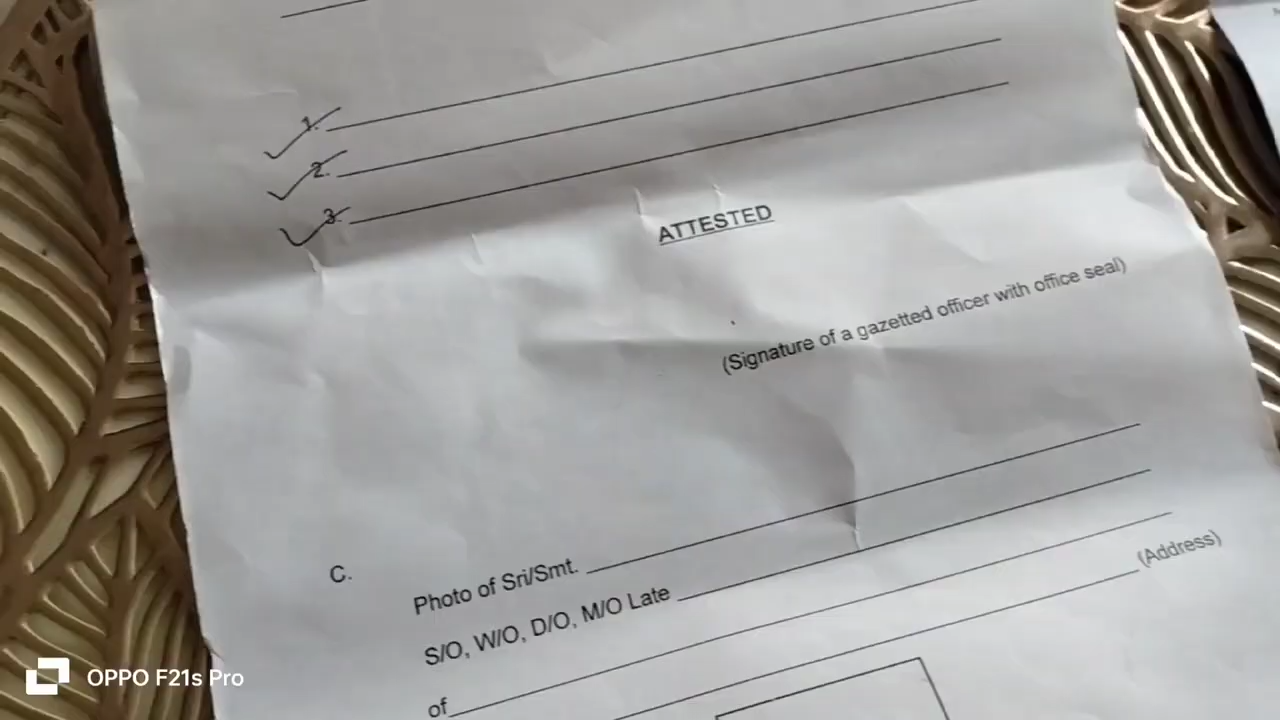 1.
2.
3.
ATTESTED
(Signature of a gazetted officer with office seal)
C.
Photo of Sri/Smt.
S/O, W/O, D/O, M/O Late
of
(Address)
OPPO F21s Pro